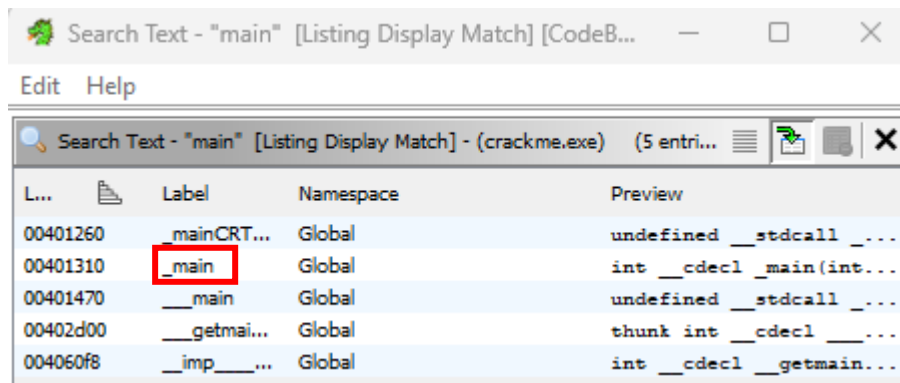 Search Text - "main" [Listing Display Match] [CodeB...
Edit Help
Search Text - "main" [Listing Display Match] - (crackme.exe) (5 entri...
L... Label Namespace Preview
00401260 _mainCRT... Global undefined __stdcall _...
00401310 _main Global int __cdecl _main(int...
00401470 ___main Global undefined __stdcall _...
00402d00 ___getmai... Global thunk int __cdecl ___...
004060f8 __imp____... Global int __cdecl __getmain...